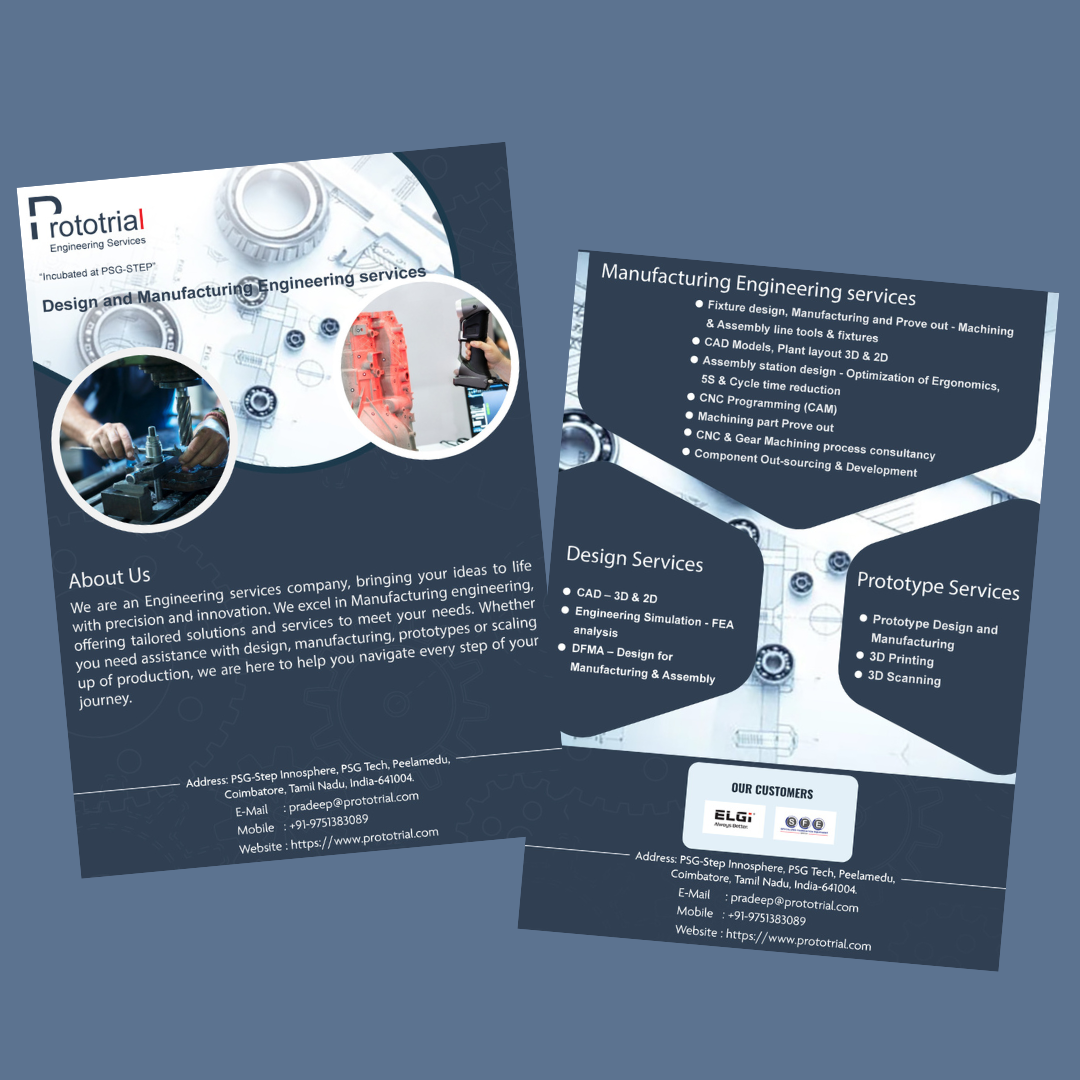 Prototrial
Engineering Services
"Incubated at PSG-STEP"
Design and Manufacturing Engineering services
About Us
We are an Engineering services company, bringing your ideas to life
with precision and innovation. We excel in Manufacturing engineering,
offering tailored solutions and services to meet your needs. Whether
you need assistance with design, manufacturing, prototypes or scaling
up of production, we are here to help you navigate every step of your
journey.
Address: PSG-Step Innosphere, PSG Tech, Peelamedu,
Coimbatore, Tamil Nadu, India-641004.
E-Mail : pradeep@prototrial.com
Mobile : +91-9751383089
Website : https://www.prototrial.com
Manufacturing Engineering services
Fixture design, Manufacturing and Prove out - Machining
& Assembly line tools & fixtures
CAD Models, Plant layout 3D & 2D
Assembly station design - Optimization of Ergonomics,
5S & Cycle time reduction
CNC Programming (CAM)
Machining part Prove out
CNC & Gear Machining process consultancy
Component Out-sourcing & Development
Design Services
CAD – 3D & 2D
Engineering Simulation - FEA
analysis
DFMA – Design for
Manufacturing & Assembly
Prototype Services
Prototype Design and
Manufacturing
3D Printing
3D Scanning
OUR CUSTOMERS
ELGi
Always Better.
SFE
Address: PSG-Step Innosphere, PSG Tech, Peelamedu,
Coimbatore, Tamil Nadu, India-641004.
E-Mail : pradeep@prototrial.com
Mobile : +91-9751383089
Website : https://www.prototrial.com